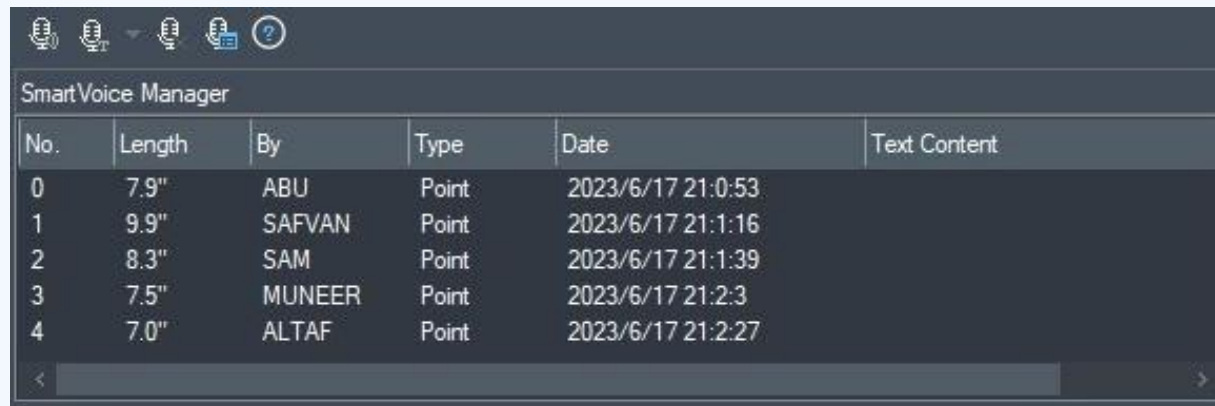 SmartVoice Manager
No. Length By Type Date Text Content
0 7.9" ABU Point 2023/6/17 21:0:53
1 9.9" SAFVAN Point 2023/6/17 21:1:16
2 8.3" SAM Point 2023/6/17 21:1:39
3 7.5" MUNEER Point 2023/6/17 21:2:3
4 7.0" ALTAF Point 2023/6/17 21:2:27